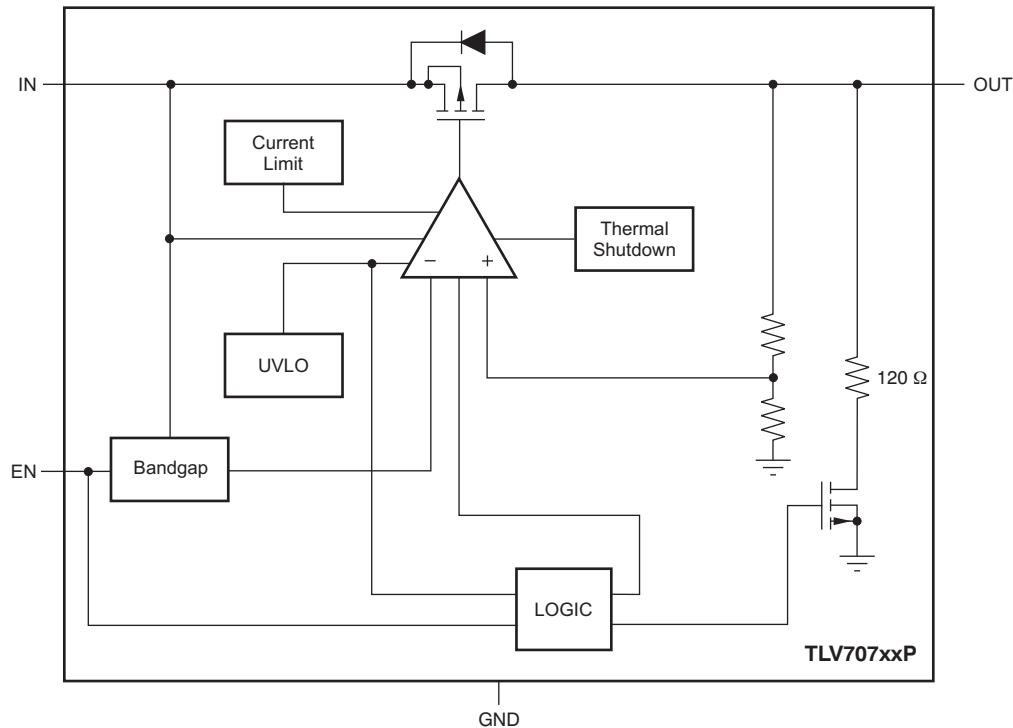 IN
OUT
Current
Limit
Thermal
Shutdown
−
+
UVLO
120 Ω
EN
Bandgap
LOGIC
TLV707xxP
GND